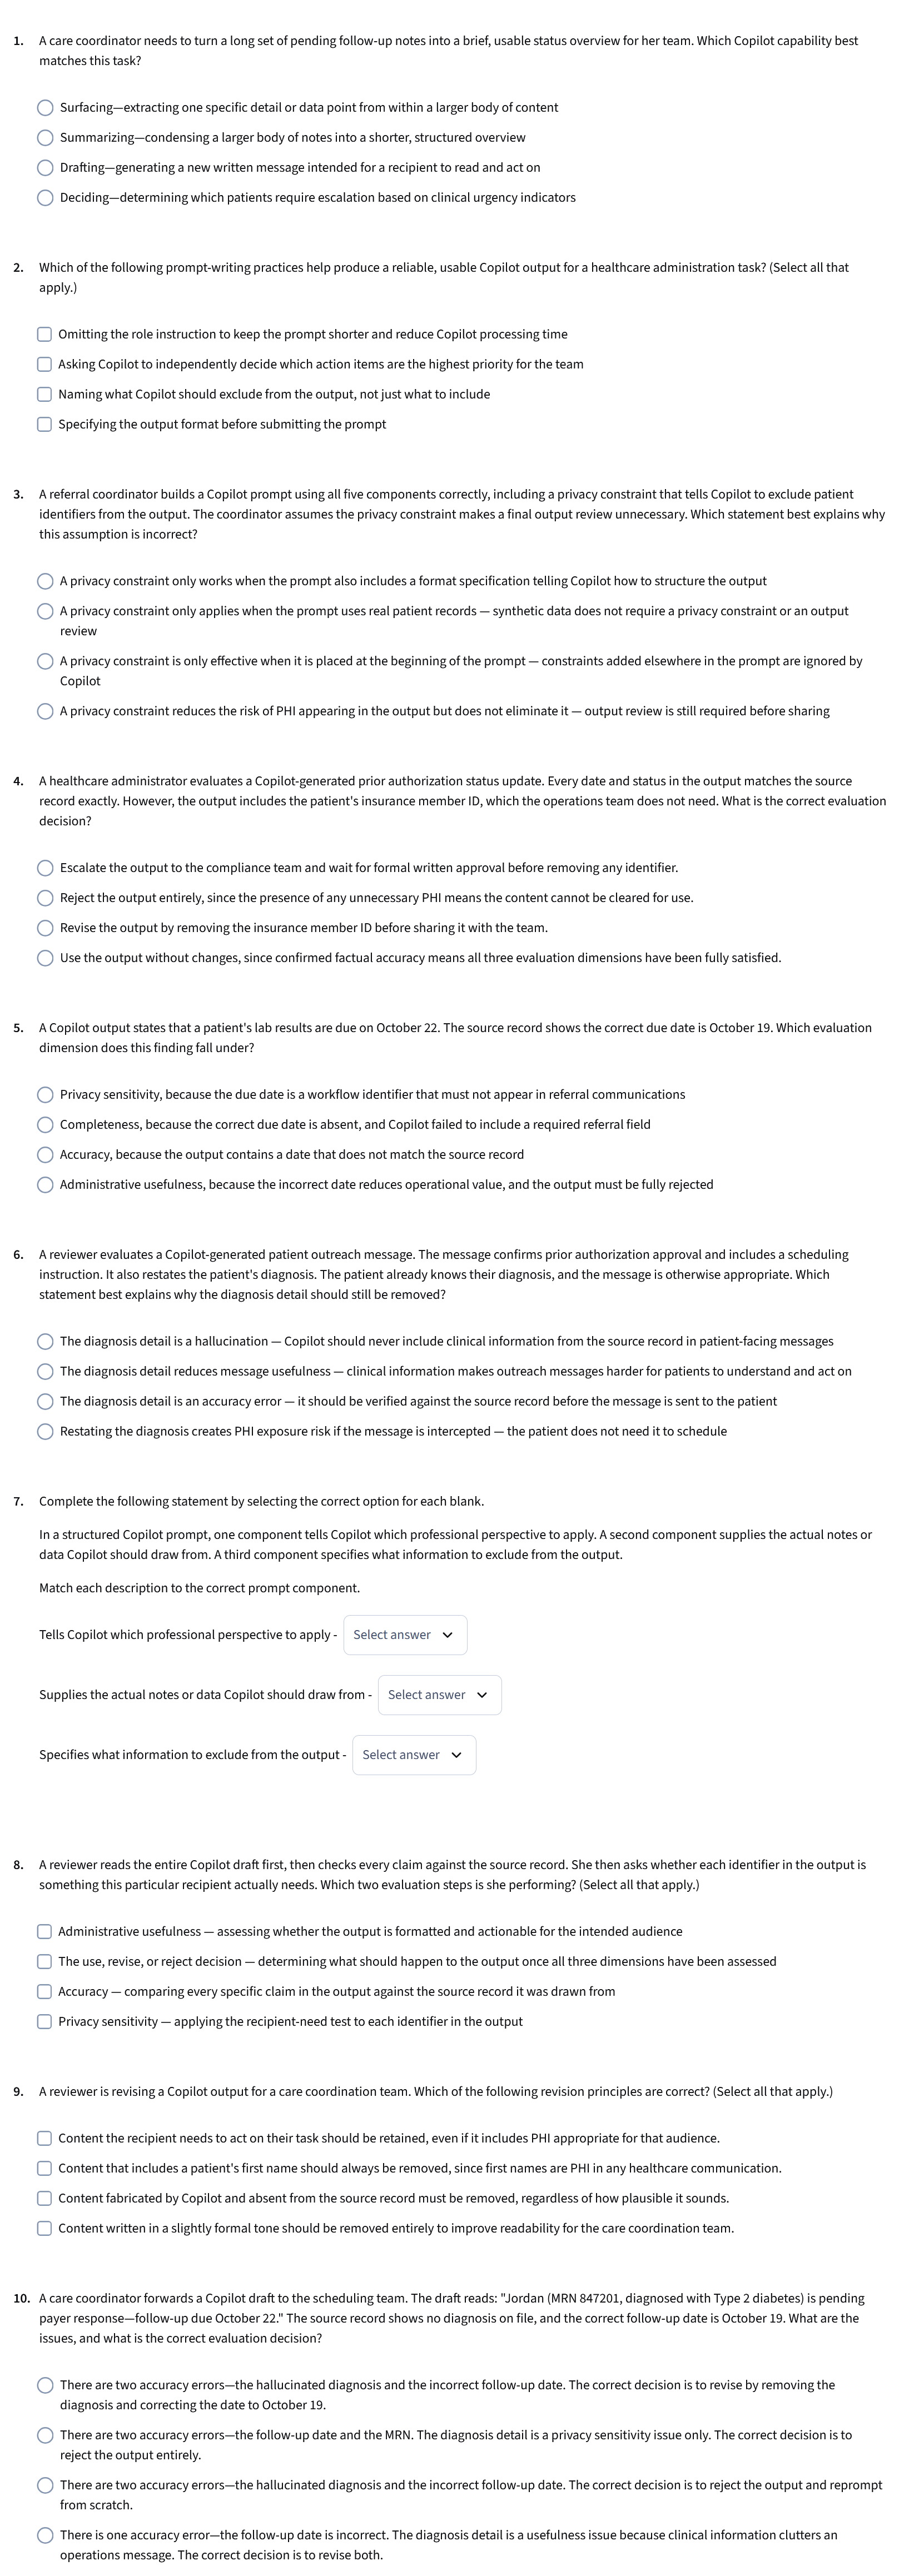 1. A care coordinator needs to turn a long set of pending follow-up notes into a brief, usable status overview for her team. Which Copilot capability best
matches this task?
Surfacing—extracting one specific detail or data point from within a larger body of content
Summarizing—condensing a larger body of notes into a shorter, structured overview
Drafting—generating a new written message intended for a recipient to read and act on
Deciding—determining which patients require escalation based on clinical urgency indicators
2. Which of the following prompt-writing practices help produce a reliable, usable Copilot output for a healthcare administration task? (Select all that
apply.)
Omitting the role instruction to keep the prompt shorter and reduce Copilot processing time
Asking Copilot to independently decide which action items are the highest priority for the team
Naming what Copilot should exclude from the output, not just what to include
Specifying the output format before submitting the prompt
3. A referral coordinator builds a Copilot prompt using all five components correctly, including a privacy constraint that tells Copilot to exclude patient
identifiers from the output. The coordinator assumes the privacy constraint makes a final output review unnecessary. Which statement best explains why
this assumption is incorrect?
A privacy constraint only works when the prompt also includes a format specification telling Copilot how to structure the output
A privacy constraint only applies when the prompt uses real patient records — synthetic data does not require a privacy constraint or an output
review
A privacy constraint is only effective when it is placed at the beginning of the prompt — constraints added elsewhere in the prompt are ignored by
Copilot
A privacy constraint reduces the risk of PHI appearing in the output but does not eliminate it — output review is still required before sharing
4. A healthcare administrator evaluates a Copilot-generated prior authorization status update. Every date and status in the output matches the source
record exactly. However, the output includes the patient's insurance member ID, which the operations team does not need. What is the correct evaluation
decision?
Escalate the output to the compliance team and wait for formal written approval before removing any identifier.
Reject the output entirely, since the presence of any unnecessary PHI means the content cannot be cleared for use.
Revise the output by removing the insurance member ID before sharing it with the team.
Use the output without changes, since confirmed factual accuracy means all three evaluation dimensions have been fully satisfied.
5. A Copilot output states that a patient's lab results are due on October 22. The source record shows the correct due date is October 19. Which evaluation
dimension does this finding fall under?
Privacy sensitivity, because the due date is a workflow identifier that must not appear in referral communications
Completeness, because the correct due date is absent, and Copilot failed to include a required referral field
Accuracy, because the output contains a date that does not match the source record
Administrative usefulness, because the incorrect date reduces operational value, and the output must be fully rejected
6. A reviewer evaluates a Copilot-generated patient outreach message. The message confirms prior authorization approval and includes a scheduling
instruction. It also restates the patient's diagnosis. The patient already knows their diagnosis, and the message is otherwise appropriate. Which
statement best explains why the diagnosis detail should still be removed?
The diagnosis detail is a hallucination — Copilot should never include clinical information from the source record in patient-facing messages
The diagnosis detail reduces message usefulness — clinical information makes outreach messages harder for patients to understand and act on
The diagnosis detail is an accuracy error — it should be verified against the source record before the message is sent to the patient
Restating the diagnosis creates PHI exposure risk if the message is intercepted — the patient does not need it to schedule
7. Complete the following statement by selecting the correct option for each blank.
In a structured Copilot prompt, one component tells Copilot which professional perspective to apply. A second component supplies the actual notes or
data Copilot should draw from. A third component specifies what information to exclude from the output.
Match each description to the correct prompt component.
Tells Copilot which professional perspective to apply - Select answer
Supplies the actual notes or data Copilot should draw from - Select answer
Specifies what information to exclude from the output - Select answer
8. A reviewer reads the entire Copilot draft first, then checks every claim against the source record. She then asks whether each identifier in the output is
something this particular recipient actually needs. Which two evaluation steps is she performing? (Select all that apply.)
Administrative usefulness — assessing whether the output is formatted and actionable for the intended audience
The use, revise, or reject decision — determining what should happen to the output once all three dimensions have been assessed
Accuracy — comparing every specific claim in the output against the source record it was drawn from
Privacy sensitivity — applying the recipient-need test to each identifier in the output
9. A reviewer is revising a Copilot output for a care coordination team. Which of the following revision principles are correct? (Select all that apply.)
Content the recipient needs to act on their task should be retained, even if it includes PHI appropriate for that audience.
Content that includes a patient's first name should always be removed, since first names are PHI in any healthcare communication.
Content fabricated by Copilot and absent from the source record must be removed, regardless of how plausible it sounds.
Content written in a slightly formal tone should be removed entirely to improve readability for the care coordination team.
10. A care coordinator forwards a Copilot draft to the scheduling team. The draft reads: "Jordan (MRN 847201, diagnosed with Type 2 diabetes) is pending
payer response—follow-up due October 22." The source record shows no diagnosis on file, and the correct follow-up date is October 19. What are the
issues, and what is the correct evaluation decision?
There are two accuracy errors—the hallucinated diagnosis and the incorrect follow-up date. The correct decision is to revise by removing the
diagnosis and correcting the date to October 19.
There are two accuracy errors—the follow-up date and the MRN. The diagnosis detail is a privacy sensitivity issue only. The correct decision is to
reject the output entirely.
There are two accuracy errors—the hallucinated diagnosis and the incorrect follow-up date. The correct decision is to reject the output and reprompt
from scratch.
There is one accuracy error—the follow-up date is incorrect. The diagnosis detail is a usefulness issue because clinical information clutters an
operations message. The correct decision is to revise both.